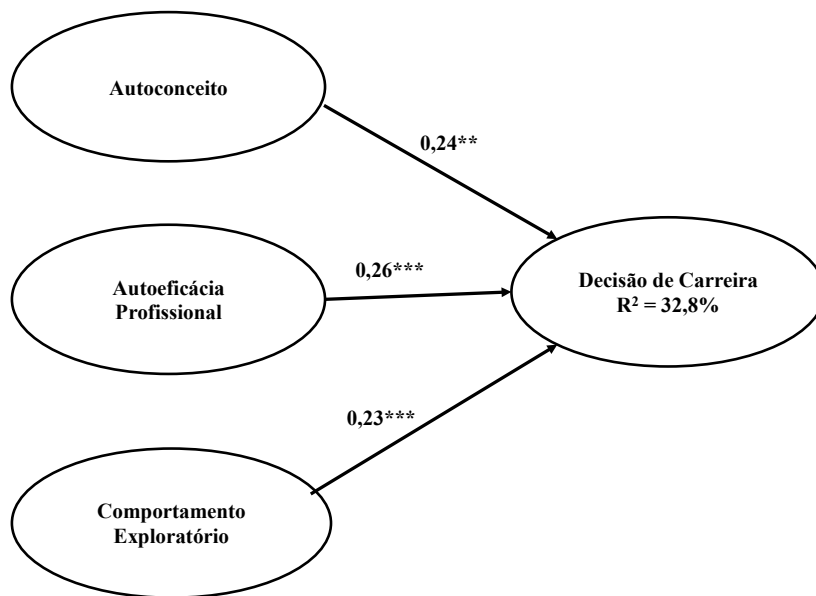 Autoconceito
0,24**
Autoeficácia
Profissional
0,26***
Decisão de Carreira
R² = 32,8%
0,23***
Comportamento
Exploratório